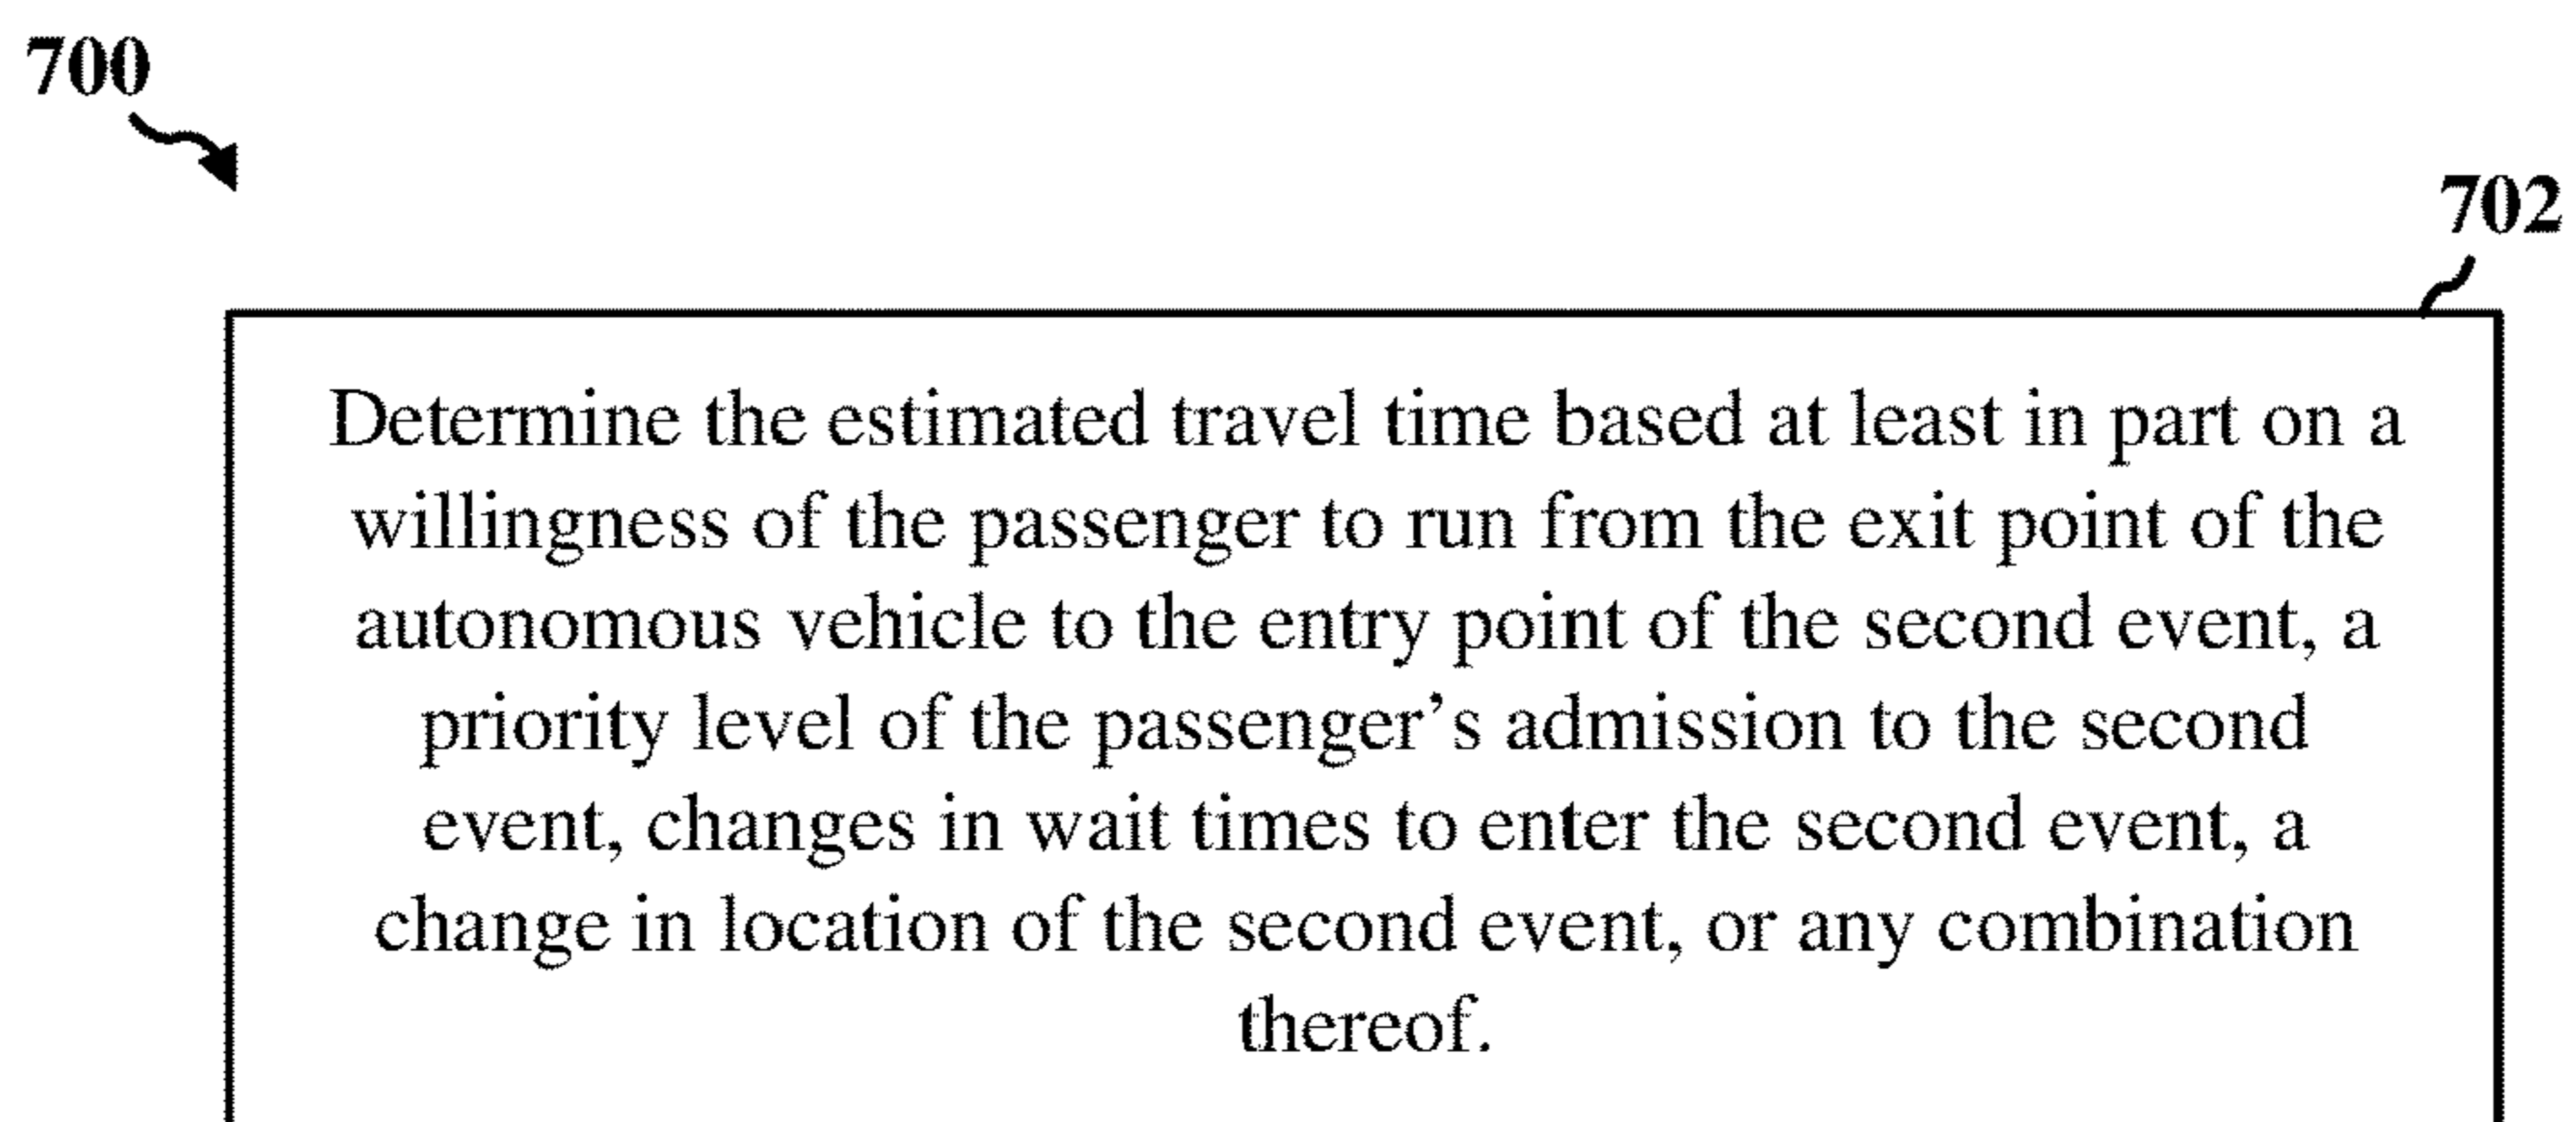 700
702
Determine the estimated travel time based at least in part on a
willingness of the passenger to run from the exit point of the
autonomous vehicle to the entry point of the second event, a
priority level of the passenger’s admission to the second
event, changes in wait times to enter the second event, a
change in location of the second event, or any combination
thereof.